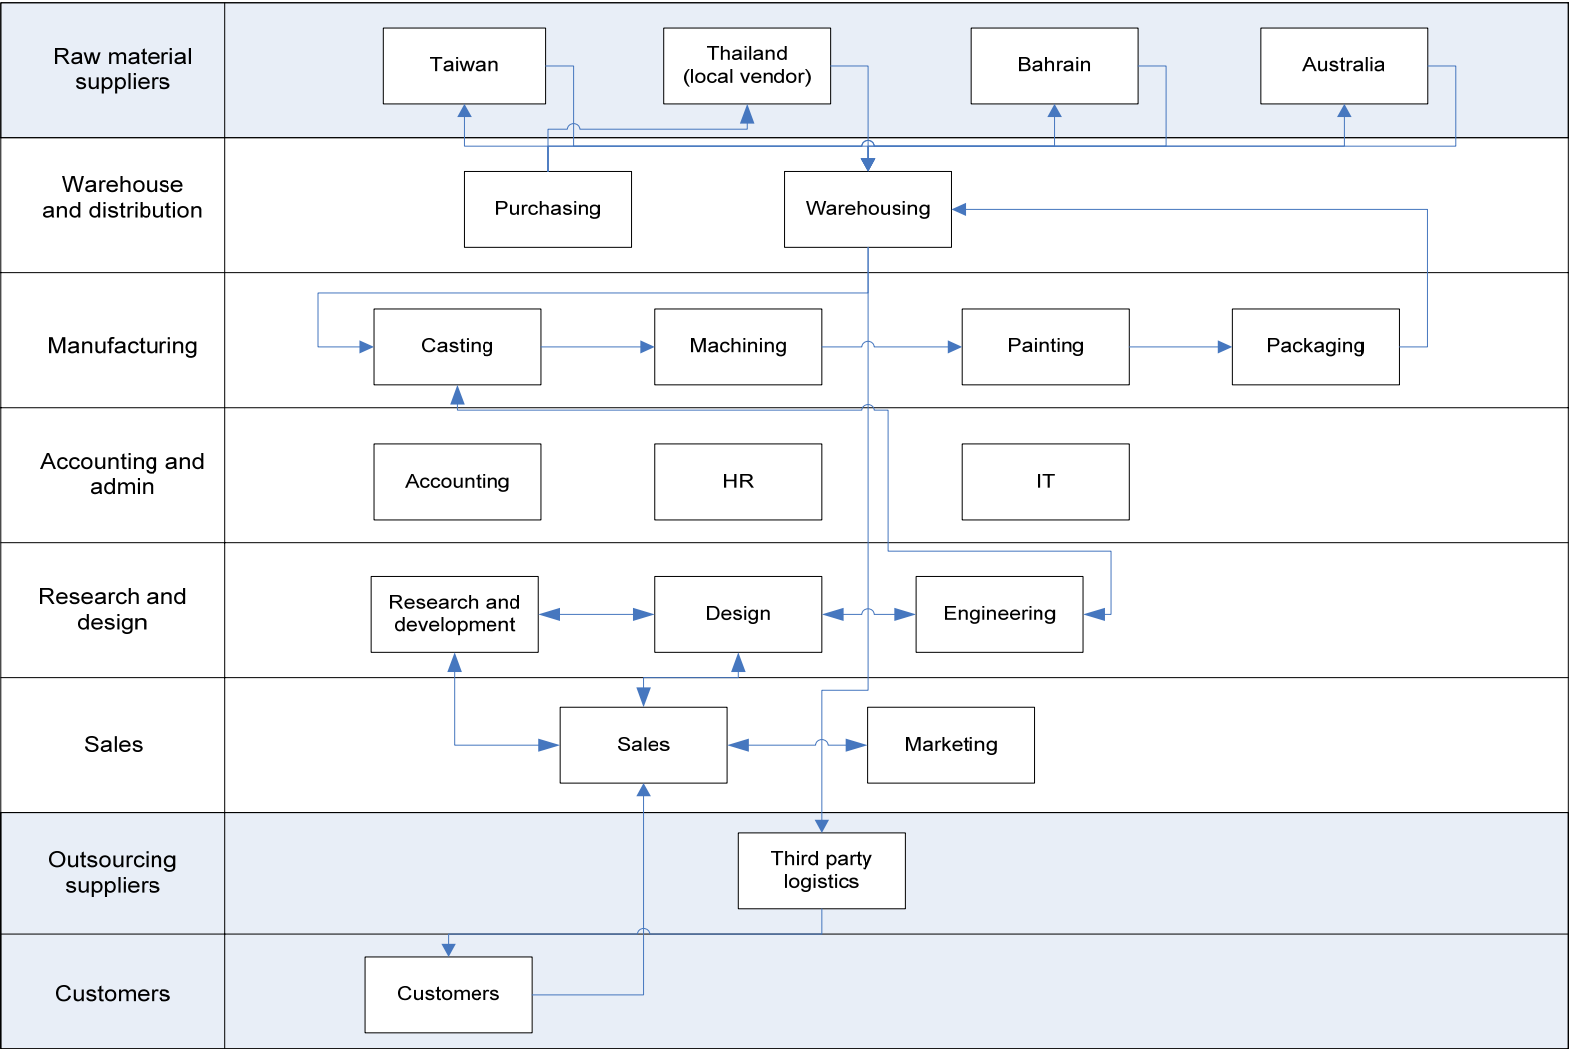 Raw material
suppliers
Taiwan
Thailand
(local vendor)
Bahrain
Australia
Warehouse
and distribution
Purchasing
Warehousing
Manufacturing
Casting
Machining
Painting
Packaging
Accounting and
admin
Accounting
HR
IT
Research and
design
Research and
development
Design
Engineering
Sales
Sales
Marketing
Outsourcing
suppliers
Third party
logistics
Customers
Customers